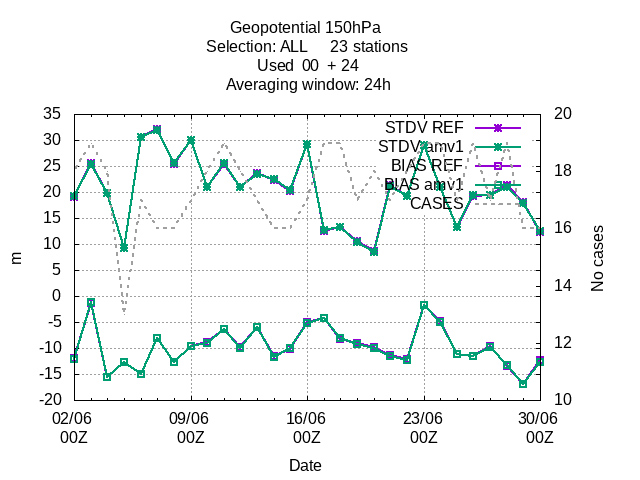 Geopotential 150hPa
Selection: ALL 23 stations
Used 00 + 24
Averaging window: 24h
35 20
30
25 18
20
15 16
10
5 14
0
-5 12
-10
-15
-20 10
m
No cases
STDV REF
STDV amv1
BIAS REF
BIAS amv1
CASES
02/06 09/06 16/06 23/06 30/06
00Z 00Z 00Z 00Z 00Z
Date